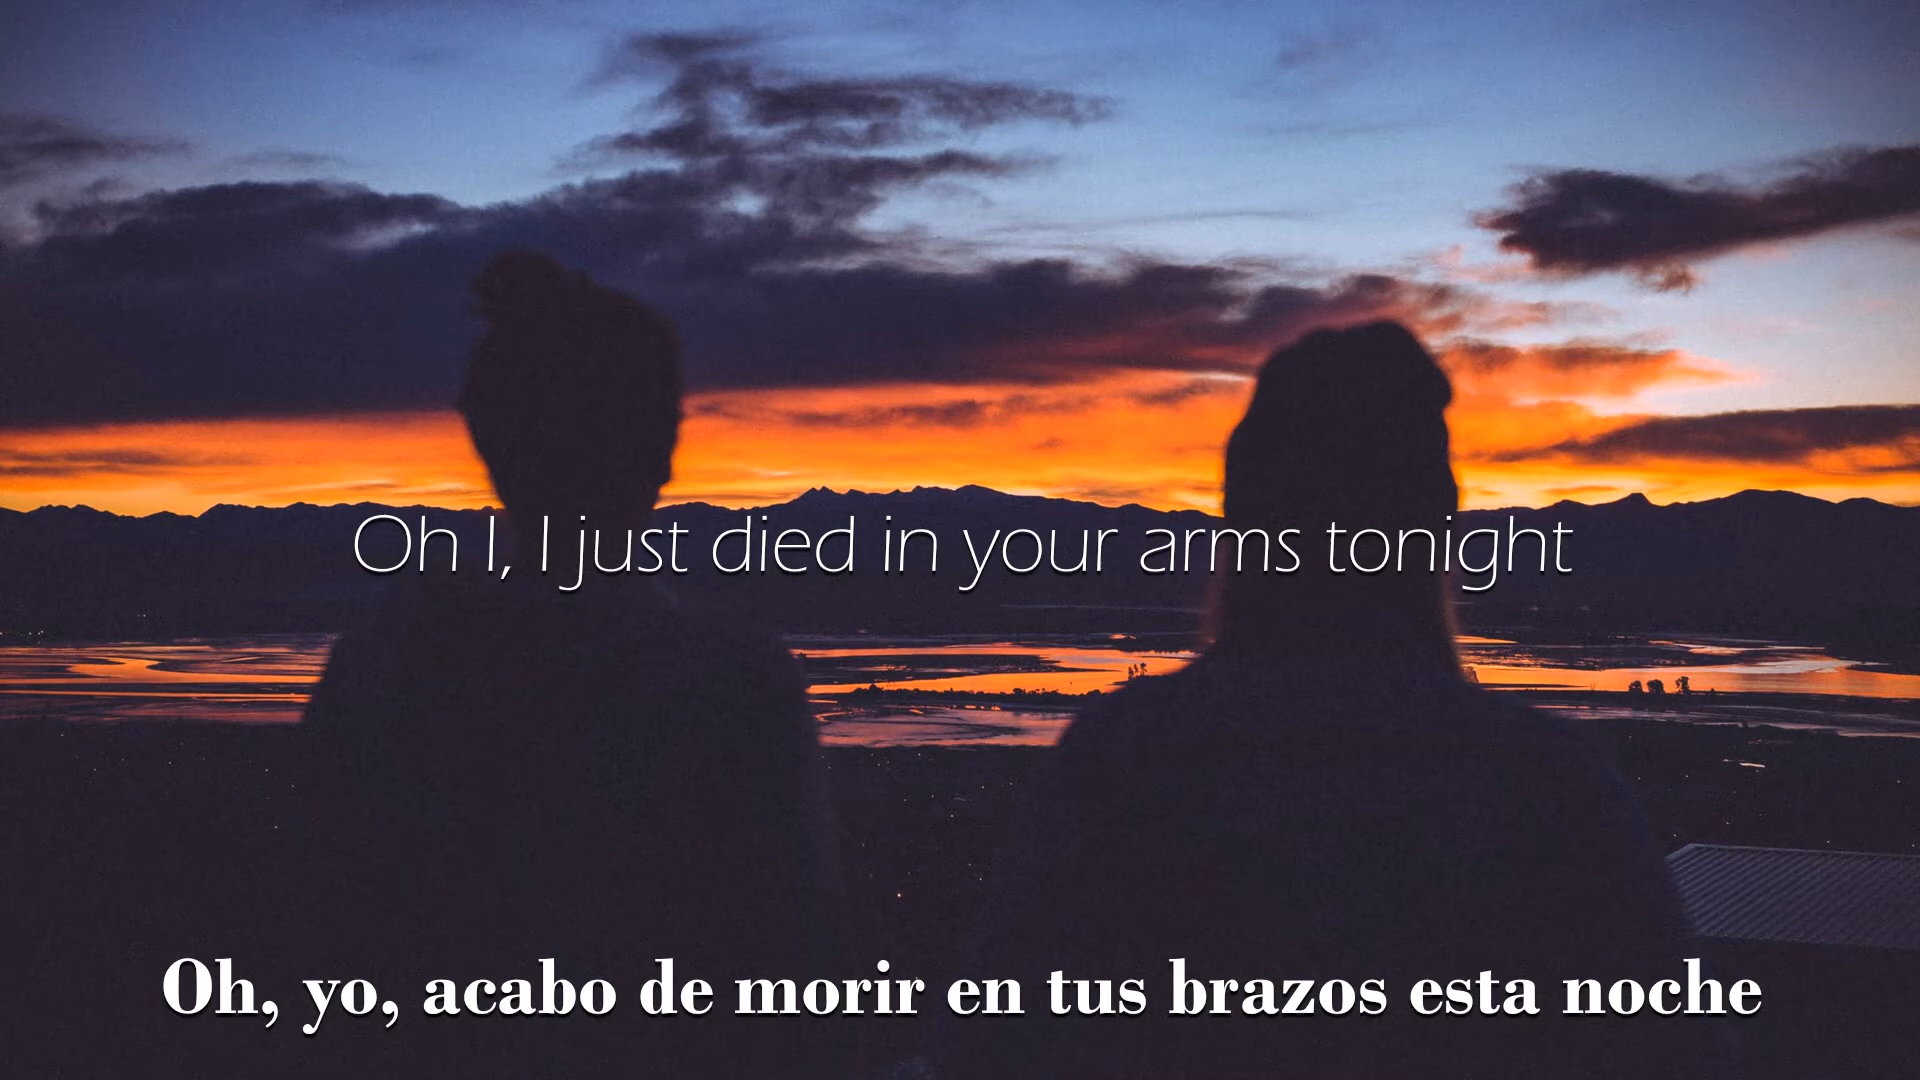 Oh I, I just died in your arms tonight
Oh, yo, acabo de morir en tus brazos esta noche